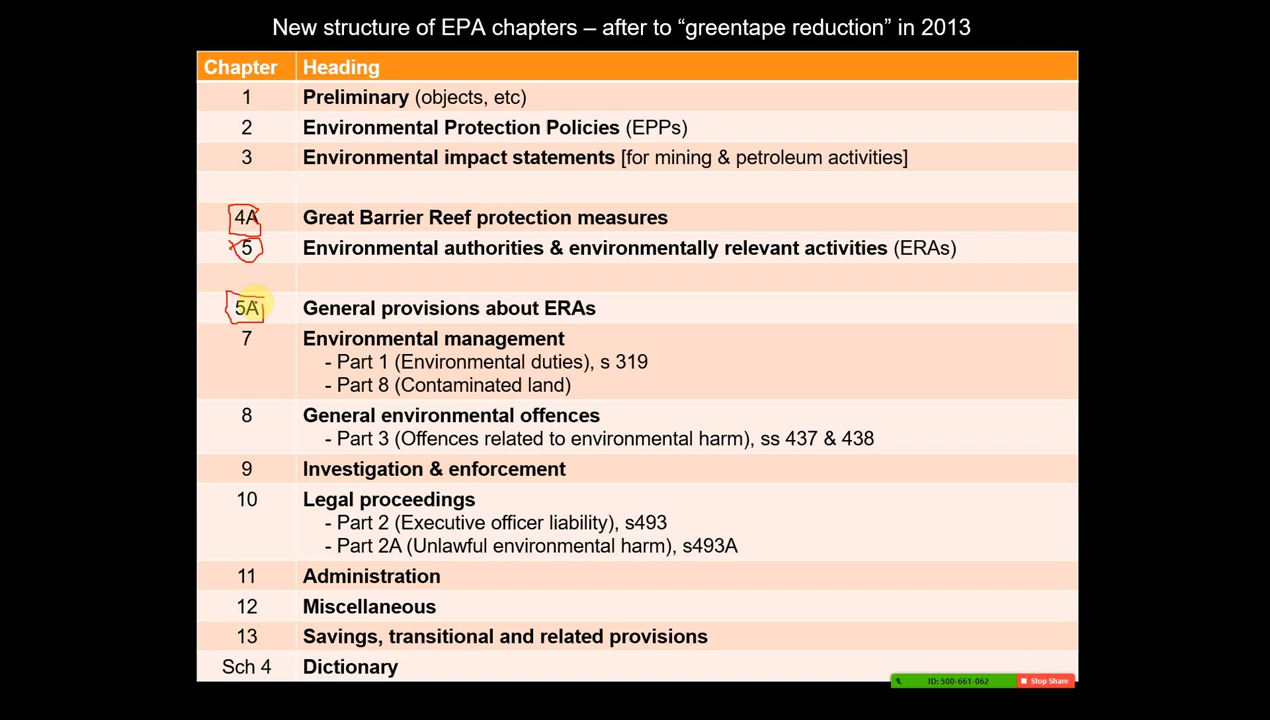 New structure of EPA chapters – after to “greentape reduction” in 2013
Chapter Heading
1 Preliminary (objects, etc)
2 Environmental Protection Policies (EPPs)
3 Environmental impact statements [for mining & petroleum activities]
4A Great Barrier Reef protection measures
5 Environmental authorities & environmentally relevant activities (ERAs)
5A General provisions about ERAs
7 Environmental management
- Part 1 (Environmental duties), s 319
- Part 8 (Contaminated land)
8 General environmental offences
- Part 3 (Offences related to environmental harm), ss 437 & 438
9 Investigation & enforcement
10 Legal proceedings
- Part 2 (Executive officer liability), s493
- Part 2A (Unlawful environmental harm), s493A
11 Administration
12 Miscellaneous
13 Savings, transitional and related provisions
Sch 4 Dictionary
ID: 500-661-062 Stop Share